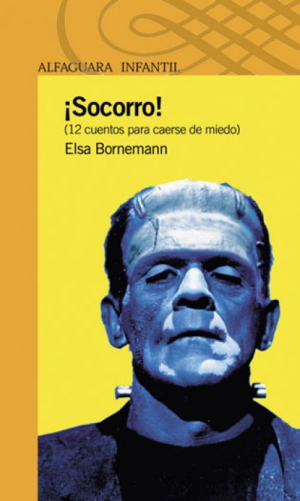 ALFAGUARA INFANTIL
¡Socorro!
(12 cuentos para caerse de miedo)
Elsa Bornemann